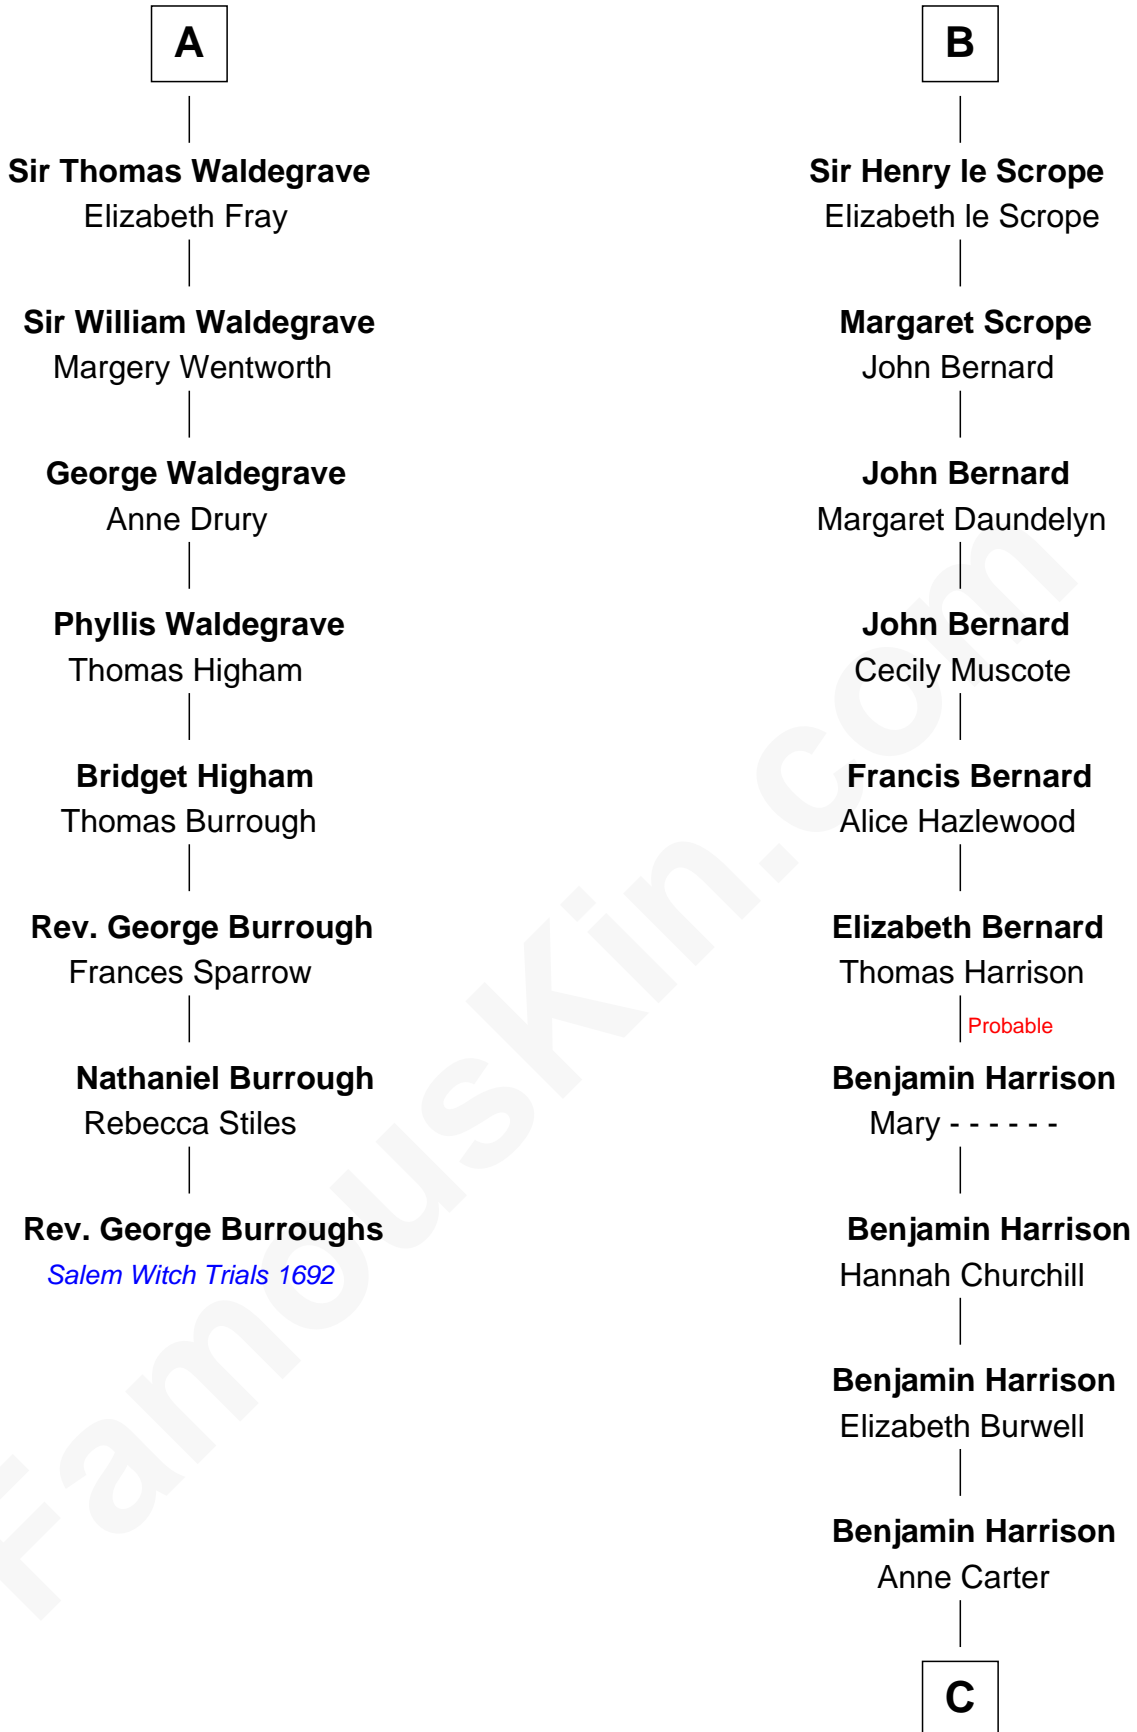 A
Sir Thomas Waldegrave
Elizabeth Fray
Sir William Waldegrave
Margery Wentworth
George Waldegrave
Anne Drury
Phyllis Waldegrave
Thomas Higham
Bridget Higham
Thomas Burrough
Rev. George Burrough
Frances Sparrow
Nathaniel Burrough
Rebecca Stiles
Rev. George Burroughs
Salem Witch Trials 1692
B
Sir Henry le Scrope
Elizabeth le Scrope
Margaret Scrope
John Bernard
John Bernard
Margaret Daundelyn
John Bernard
Cecily Muscote
Francis Bernard
Alice Hazlewood
Elizabeth Bernard
Thomas Harrison
Probable
Benjamin Harrison
Mary - - - - - -
Benjamin Harrison
Hannah Churchill
Benjamin Harrison
Elizabeth Burwell
Benjamin Harrison
Anne Carter
C
FamousKin.com